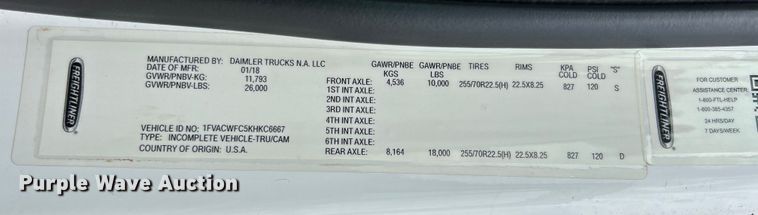 FREIGHTLINER
MANUFACTURED BY: DAIMLER TRUCKS N.A. LLC
DATE OF MFR: 01/18
GVWR/PNBV-KG: 11,793
GVWR/PNBV-LBS: 26,000
VEHICLE ID NO: 1FVACWFC5KHKC6667
TYPE: INCOMPLETE VEHICLE-TRU/CAM
COUNTRY OF ORIGIN: U.S.A.
GAWR/PNBE KGS GAWR/PNBE LBS TIRES RIMS KPA COLD PSI COLD S
FRONT AXLE: 4,536 10,000 255/70R22.5(H) 22.5X8.25 827 120 S
1ST INT AXLE:
2ND INT AXLE:
3RD INT AXLE:
4TH INT AXLE:
5TH INT AXLE:
6TH INT AXLE:
REAR AXLE: 8,164 18,000 255/70R22.5(H) 22.5X8.25 827 120 D
FREIGHTLINER
FOR CUSTOMER
ASSISTANCE CENTER:
1-800-FTL-HELP
1-800-385-4357
24 HRS/DAY
7 DAYS/WEEK
Purple Wave Auction